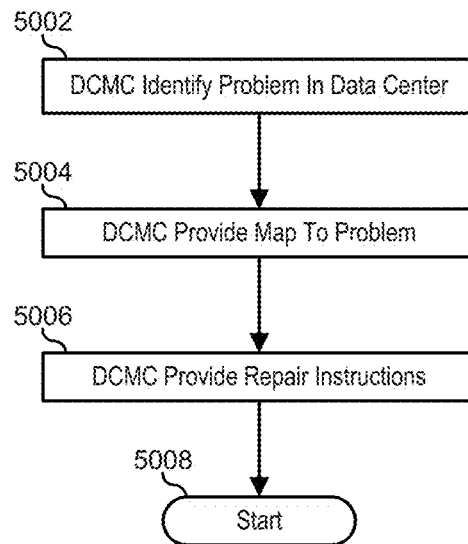 5002
DCMC Identify Problem In Data Center
5004
DCMC Provide Map To Problem
5006
DCMC Provide Repair Instructions
5008
Start